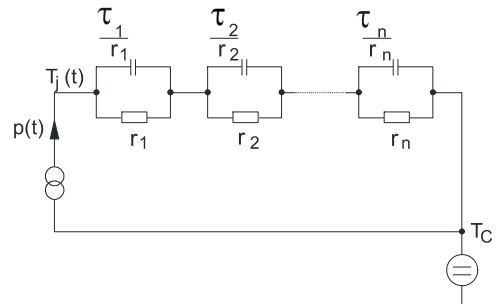 τ1 τ2 τn
r1 r2 rn
Tj (t)
r1 r2 rn
p(t)
TC